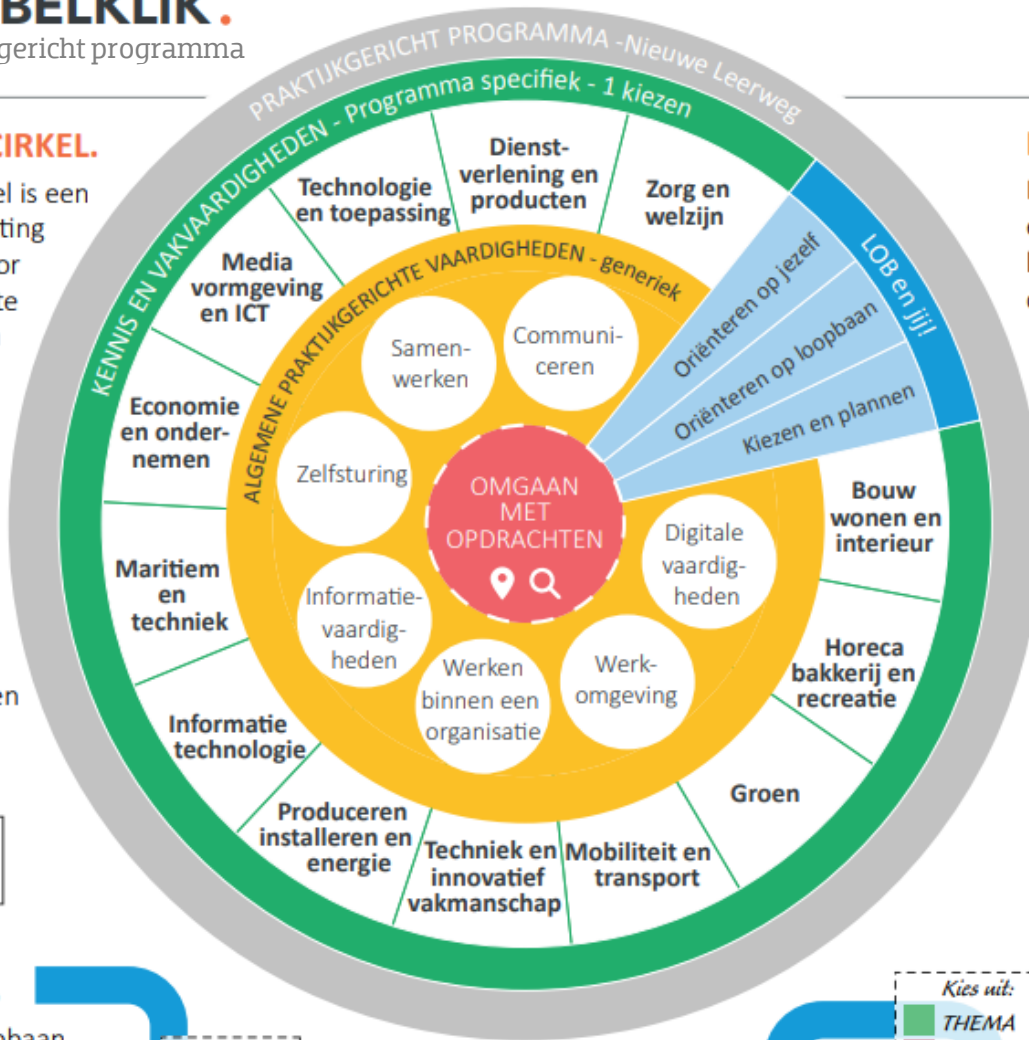 BELKLIK.
gericht programma
CIRKEL.
el is een
ting
or
te
en
PRAKTIJKGERICHT PROGRAMMA -Nieuwe Leerweg
KENNIS EN VAKVAARDIGHEDEN - Programma specifiek - 1 kiezen
LOB en jij!
Dienst-
verlening en
producten
Zorg en
welzijn
Oriënteren op jezelf
Oriënteren op loopbaan
Kiezen en plannen
Bouw
wonen en
interieur
Horeca
bakkerij en
recreatie
Groen
Mobiliteit en
transport
Techniek en
innovatief
vakmanschap
Produceren
installeren en
energie
Informatie
technologie
Maritiem
en
techniek
Economie
en onder-
nemen
Media
vormgeving
en ICT
Technologie
en toepassing
ALGEMENE PRAKTIJKGERICHTE VAARDIGHEDEN - generiek
Communi-
ceren
Samen-
werken
Zelfsturing
Informatie-
vaardig-
heden
Werken
binnen een
organisatie
Werk-
omgeving
Digitale
vaardig-
heden
OMGAAN
MET
OPDRACHTEN
Kies uit:
THEMA